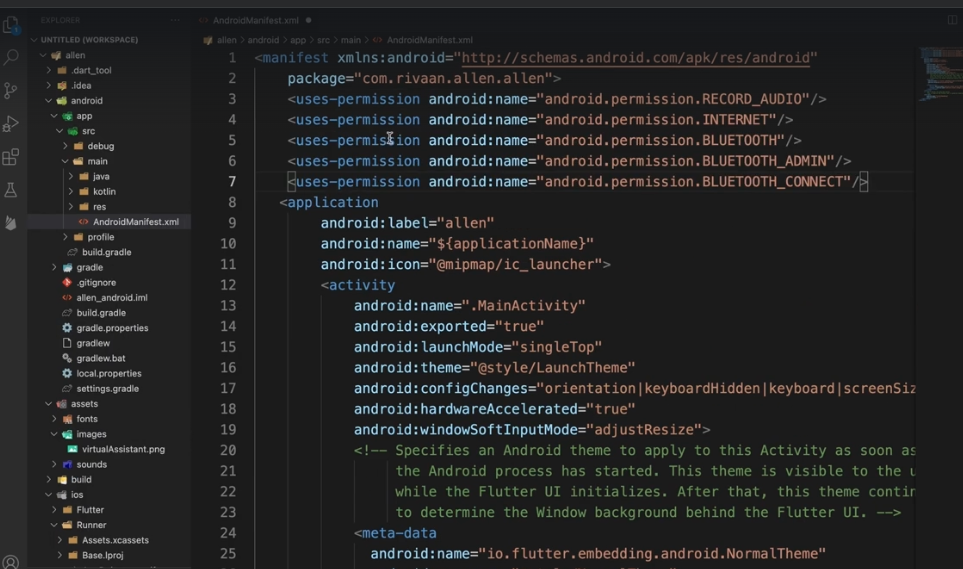 EXPLORER
UNTITLED (WORKSPACE)
allen
.dart_tool
.idea
android
app
src
debug
main
java
kotlin
res
AndroidManifest.xml
profile
build.gradle
gradle
.gitignore
allen_android.iml
build.gradle
gradle.properties
gradlew
gradlew.bat
local.properties
settings.gradle
assets
fonts
images
virtualAssistant.png
sounds
build
ios
Flutter
Runner
Assets.xcassets
Base.lproj
AndroidManifest.xml
allen > android > app > src > main > AndroidManifest.xml
1 <manifest xmlns:android="http://schemas.android.com/apk/res/android"
2 package="com.rivaan.allen.allen">
3 <uses-permission android:name="android.permission.RECORD_AUDIO"/>
4 <uses-permission android:name="android.permission.INTERNET"/>
5 <uses-permission android:name="android.permission.BLUETOOTH"/>
6 <uses-permission android:name="android.permission.BLUETOOTH_ADMIN"/>
7 <uses-permission android:name="android.permission.BLUETOOTH_CONNECT"/>
8 <application
9 android:label="allen"
10 android:name="${applicationName}"
11 android:icon="@mipmap/ic_launcher">
12 <activity
13 android:name=".MainActivity"
14 android:exported="true"
15 android:launchMode="singleTop"
16 android:theme="@style/LaunchTheme"
17 android:configChanges="orientation|keyboardHidden|keyboard|screenSiz
18 android:hardwareAccelerated="true"
19 android:windowSoftInputMode="adjustResize">
20 <!-- Specifies an Android theme to apply to this Activity as soon as
21 the Android process has started. This theme is visible to the u
22 while the Flutter UI initializes. After that, this theme contin
23 to determine the Window background behind the Flutter UI. -->
24 <meta-data
25 android:name="io.flutter.embedding.android.NormalTheme"